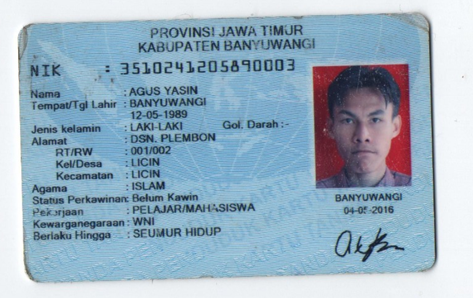 PROVINSI JAWA TIMUR
KABUPATEN BANYUWANGI
NIK : 3510241205890003
Nama : AGUS YASIN
Tempat/Tgl Lahir : BANYUWANGI
12-05-1989
Jenis kelamin : LAKI-LAKI Gol. Darah :-
Alamat : DSN. PLEMBON
RT/RW : 001/002
Kel/Desa : LICIN
Kecamatan : LICIN
Agama : ISLAM
Status Perkawinan: Belum Kawin
Pekerjaan : PELAJAR/MAHASISWA
Kewarganegaraan : WNI
Berlaku Hingga : SEUMUR HIDUP
BANYUWANGI
04-05-2016